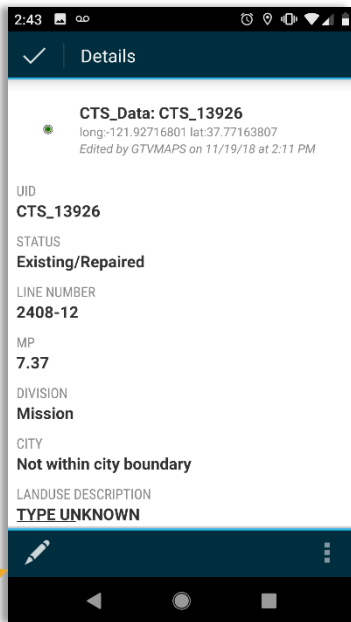 2:43
Details
CTS_Data: CTS_13926
long:-121.92716801 lat:37.77163807
Edited by GTVMAPS on 11/19/18 at 2:11 PM
UID
CTS_13926
STATUS
Existing/Repaired
LINE NUMBER
2408-12
MP
7.37
DIVISION
Mission
CITY
Not within city boundary
LANDUSE DESCRIPTION
TYPE UNKNOWN